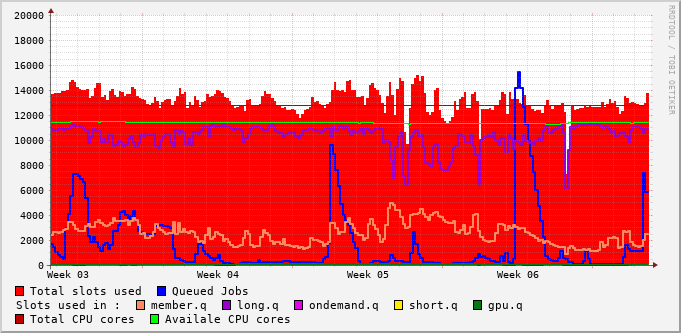 20000
18000
16000
14000
12000
10000
8000
6000
4000
2000
0
Week 03 Week 04 Week 05 Week 06
RRDTOOL / TOBI OETIKER
Total slots used Queued Jobs
Slots used in : member.q long.q ondemand.q short.q gpu.q
Total CPU cores Availale CPU cores